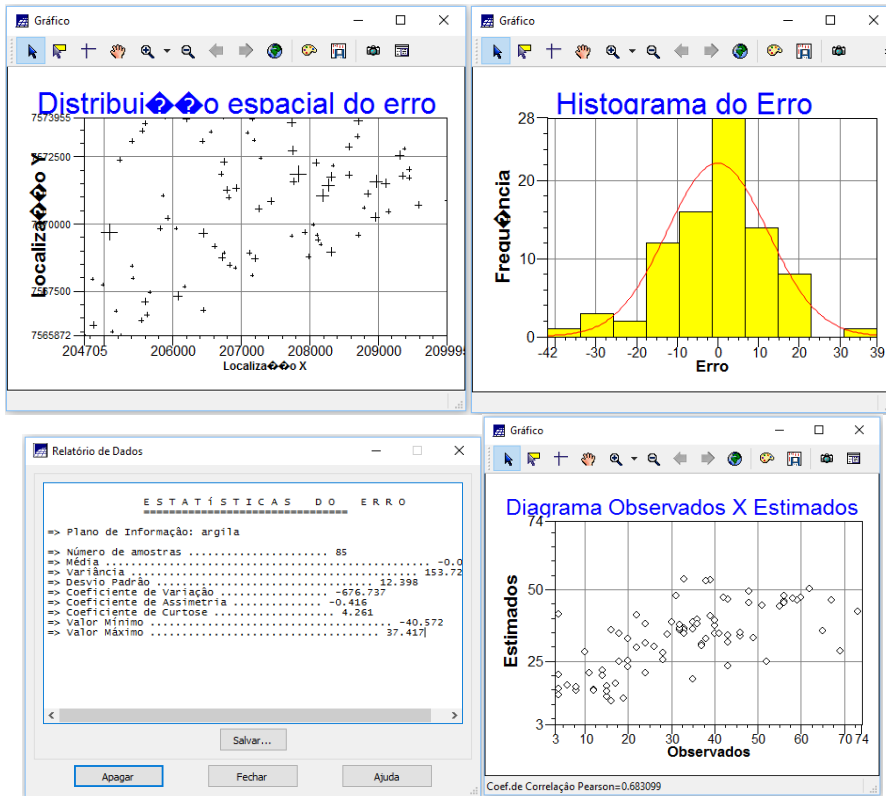 Gráfico
Distribui��o espacial do erro
Localiza��o Y
7573955
7572500
7570000
7567500
7565872
204705
206000
207000
208000
209000
209995
Localiza��o X
Gráfico
Histograma do Erro
Frequ�ncia
28
20
10
0
-42
-30
-20
-10
0
10
20
39
Erro
Relatório de Dados
E S T A T í S T I C A S   D O   E R R O
================================
=> Plano de Informação: argila
=> Número de amostras ...................... 85
=> Média .................................................. -0.0
=> Variância ............................................. 153.72
=> Desvio Padrão .................................. 12.398
=> Coeficiente de Variação ................. -676.737
=> Coeficiente de Assimetria ............... -0.416
=> Coeficiente de Curtose ................... 4.261
=> Valor Mínimo ........................................ -40.572
=> Valor Máximo .................................... 37.417
Salvar...
Apagar
Fechar
Ajuda
Gráfico
Diagrama Observados X Estimados
Estimados
74
50
25
3
3
10
20
30
40
50
60
70
74
Observados
Coef.de Correlação Pearson=0.683099